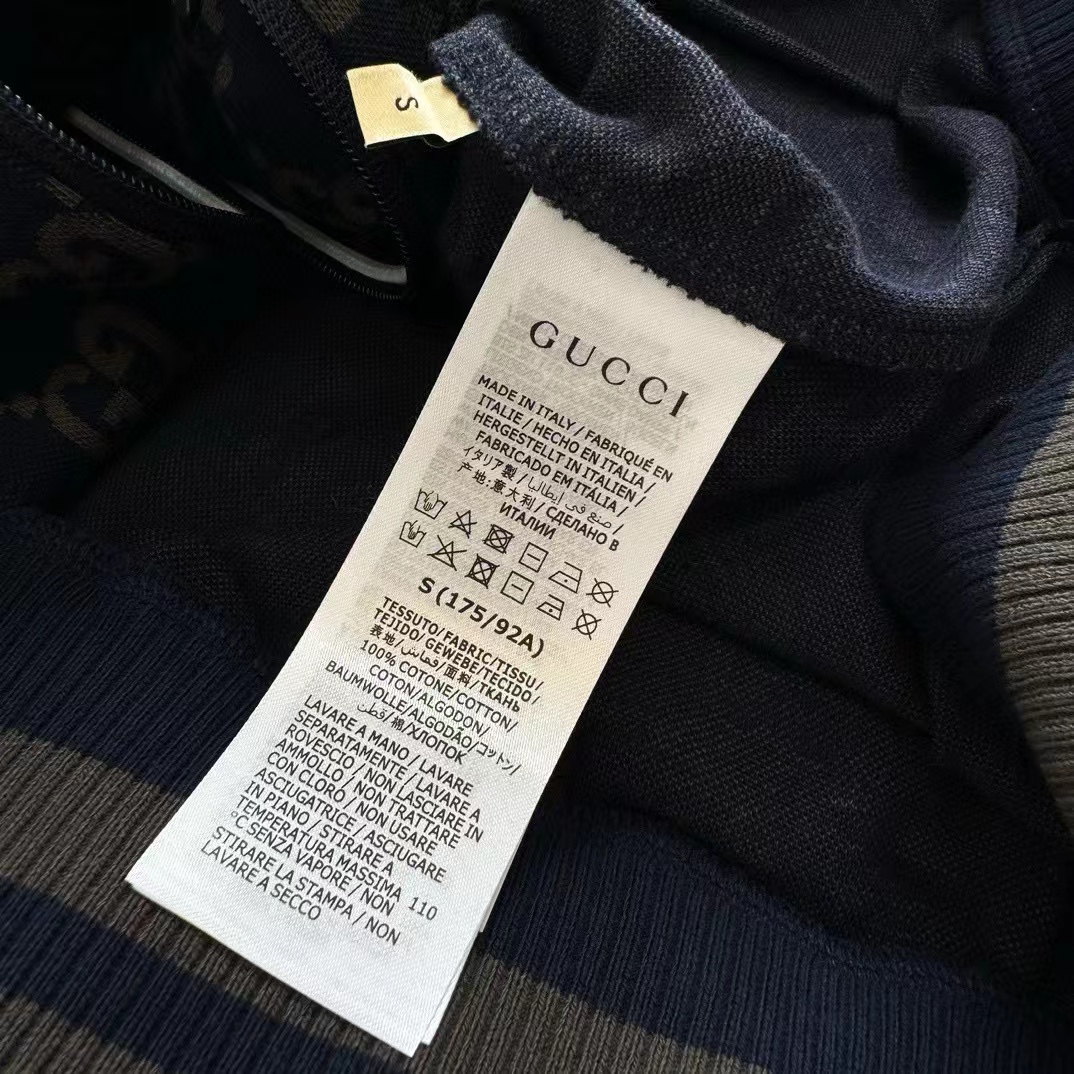 S
GUCCI
MADE IN ITALY / FABRIQUÉ EN
ITALIE / HECHO EN ITALIA /
HERGESTELLT IN ITALIEN /
FABRICADO EM ITÁLIA /
イタリア製 / صنع في إيطاليا /
产地:意大利 / СДЕЛАНО В
ИТАЛИИ
S(175/92A)
TESSUTO/FABRIC/TISSU/
TEJIDO/GEWEBE/TECIDO/
表地/قماش/面料/ТКАНЬ
100% COTONE/COTTON/
COTON/ALGODON/
BAUMWOLLE/ALGODÃO/コットン/
قطن/棉/ХЛОПОК
LAVARE A MANO / LAVARE
SEPARATAMENTE / LAVARE A
ROVESCIO / NON LASCIARE IN
AMMOLLO / NON TRATTARE
CON CLORO / NON USARE
ASCIUGATRICE / ASCIUGARE
IN PIANO / STIRARE A
TEMPERATURA MASSIMA 110
°C SENZA VAPORE / NON
STIRARE LA STAMPA / NON
LAVARE A SECCO